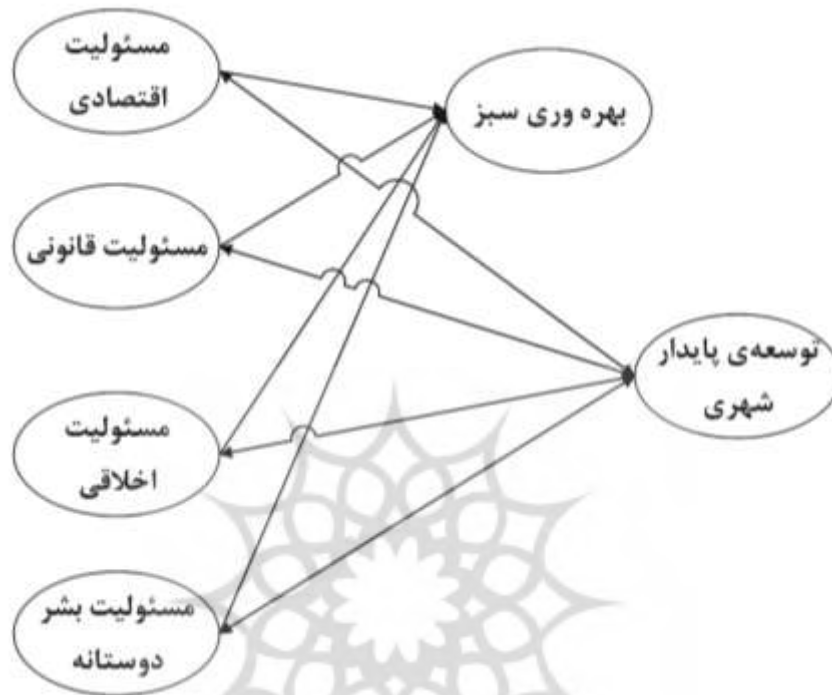 مسئولیت
اقتصادی
بهره وری سبز
مسئولیت قانونی
توسعه‌ی پایدار
شهری
مسئولیت
اخلاقی
مسئولیت بشر
دوستانه